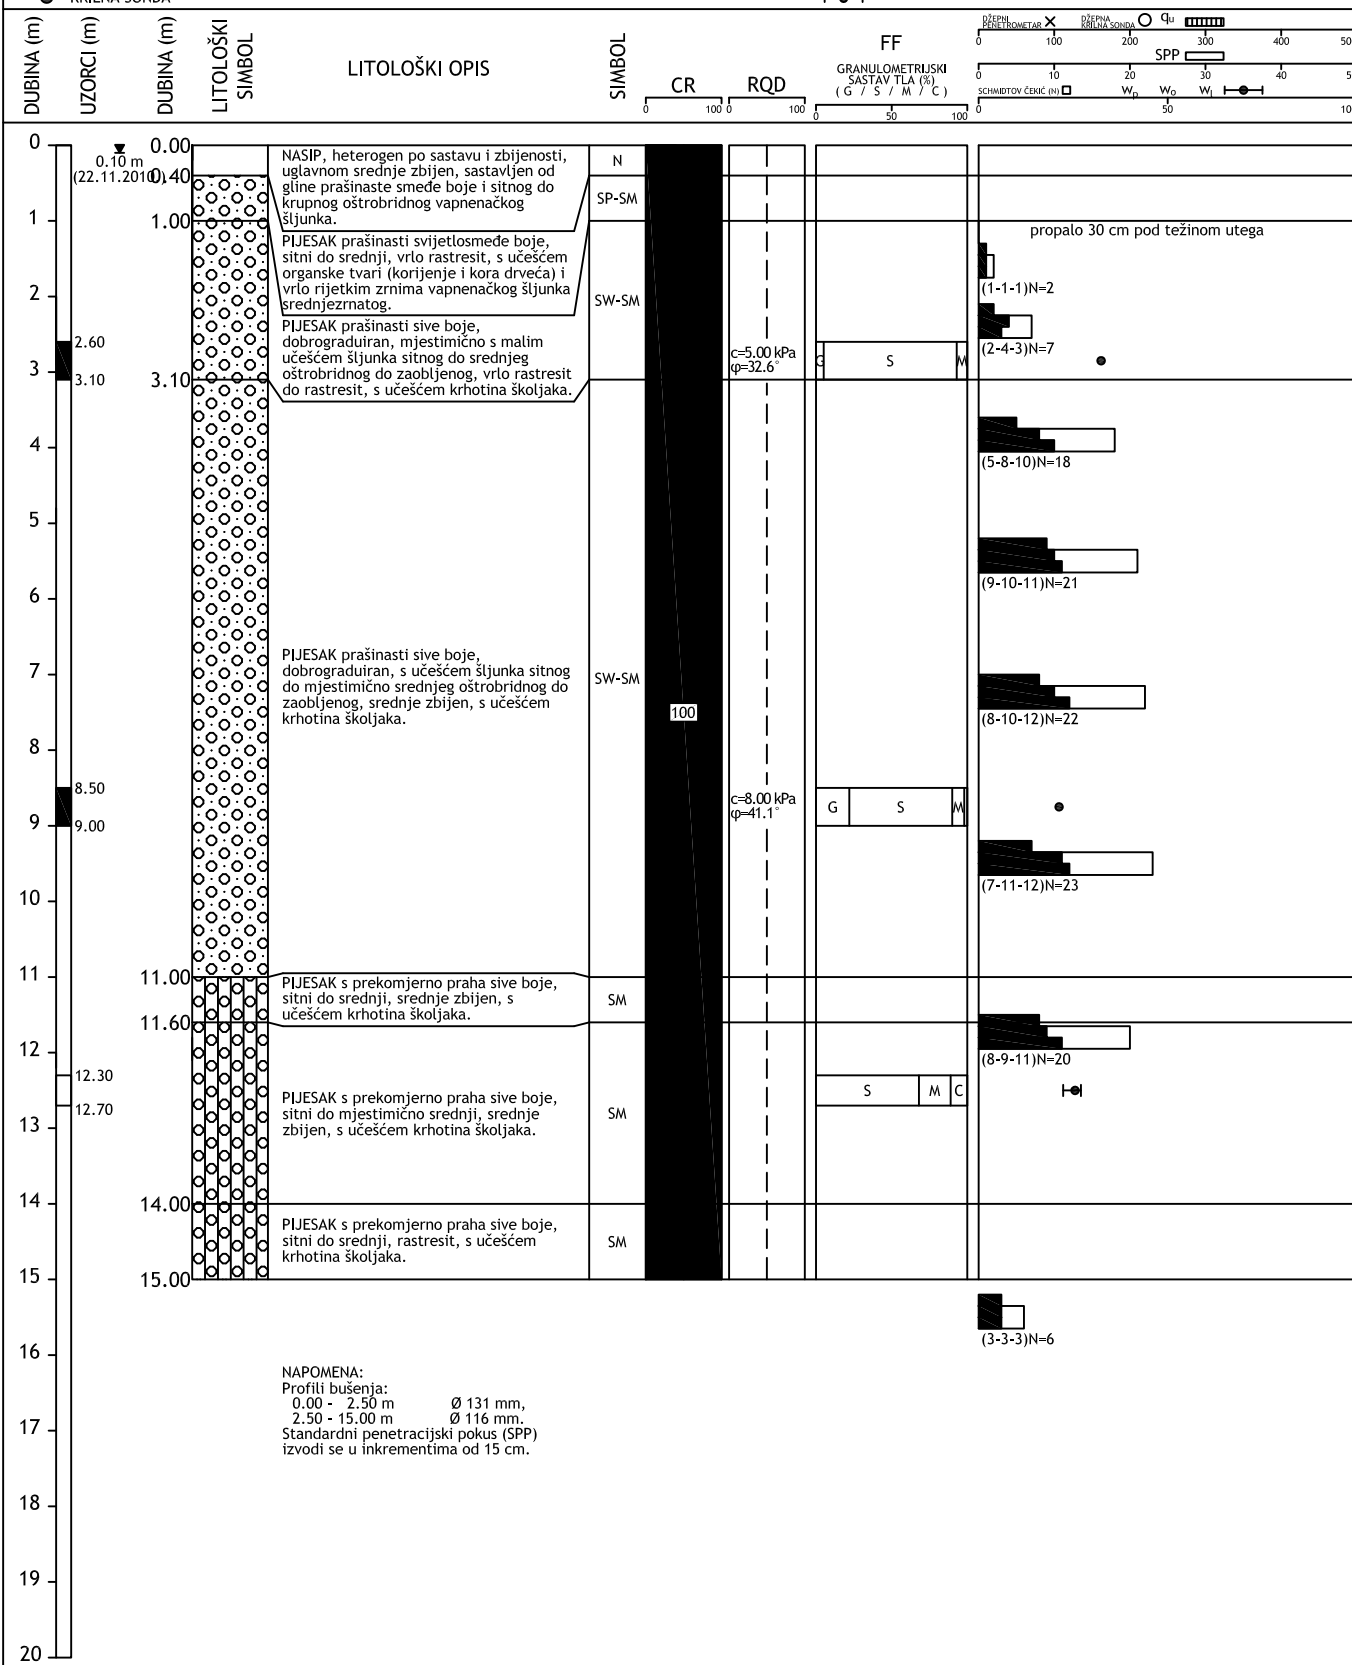 KRILNA SONDA
DUBINA (m)
UZORCI (m)
DUBINA (m)
LITOLOŠKI
SIMBOL
LITOLOŠKI OPIS
SIMBOL
CR
0 100
RQD
0 100
FF
GRANULOMETRIJSKI
SASTAV TLA (%)
( G / S / M / C )
0 50 100
DŽEPNI
PENETROMETAR
DŽEPNA
KRILNA SONDA
qu
0 100 200 300 400
SPP
0 10 20 30 40
SCHMIDTOV ČEKIĆ (N)
Wp Wo Wl
0 50
0
1
2
3
4
5
6
7
8
9
10
11
12
13
14
15
16
17
18
19
20
2.60
3.10
8.50
9.00
12.30
12.70
0.10 m
(22.11.2010.)
0.00
0.40
1.00
3.10
11.00
11.60
14.00
15.00
NASIP, heterogen po sastavu i zbijenosti,
uglavnom srednje zbijen, sastavljen od
gline prašinaste smeđe boje i sitnog do
krupnog oštrobridnog vapnenačkog
šljunka.
N
PIJESAK prašinasti svijetlosmeđe boje,
sitni do srednji, vrlo rastresit, s učešćem
organske tvari (korijenje i kora drveća) i
vrlo rijetkim zrnima vapnenačkog šljunka
srednjezrnatog.
SP-SM
PIJESAK prašinasti sive boje,
dobrograduiran, mjestimično s malim
učešćem šljunka sitnog do srednjeg
oštrobridnog do zaobljenog, vrlo rastresit
do rastresit, s učešćem krhotina školjaka.
SW-SM
PIJESAK prašinasti sive boje,
dobrograduiran, s učešćem šljunka sitnog
do mjestimično srednjeg oštrobridnog do
zaobljenog, srednje zbijen, s učešćem
krhotina školjaka.
SW-SM
PIJESAK s prekomjerno praha sive boje,
sitni do srednji, srednje zbijen, s
učešćem krhotina školjaka.
SM
PIJESAK s prekomjerno praha sive boje,
sitni do mjestimično srednji, srednje
zbijen, s učešćem krhotina školjaka.
SM
PIJESAK s prekomjerno praha sive boje,
sitni do srednji, rastresit, s učešćem
krhotina školjaka.
SM
100
c=5.00 kPa
φ=32.6°
c=8.00 kPa
φ=41.1°
G S M
G S M
S M C
propalo 30 cm pod težinom utega
(1-1-1)N=2
(2-4-3)N=7
(5-8-10)N=18
(9-10-11)N=21
(8-10-12)N=22
(7-11-12)N=23
(8-9-11)N=20
(3-3-3)N=6
NAPOMENA:
Profili bušenja:
0.00 - 2.50 m Ø 131 mm,
2.50 - 15.00 m Ø 116 mm.
Standardni penetracijski pokus (SPP)
izvodi se u inkrementima od 15 cm.